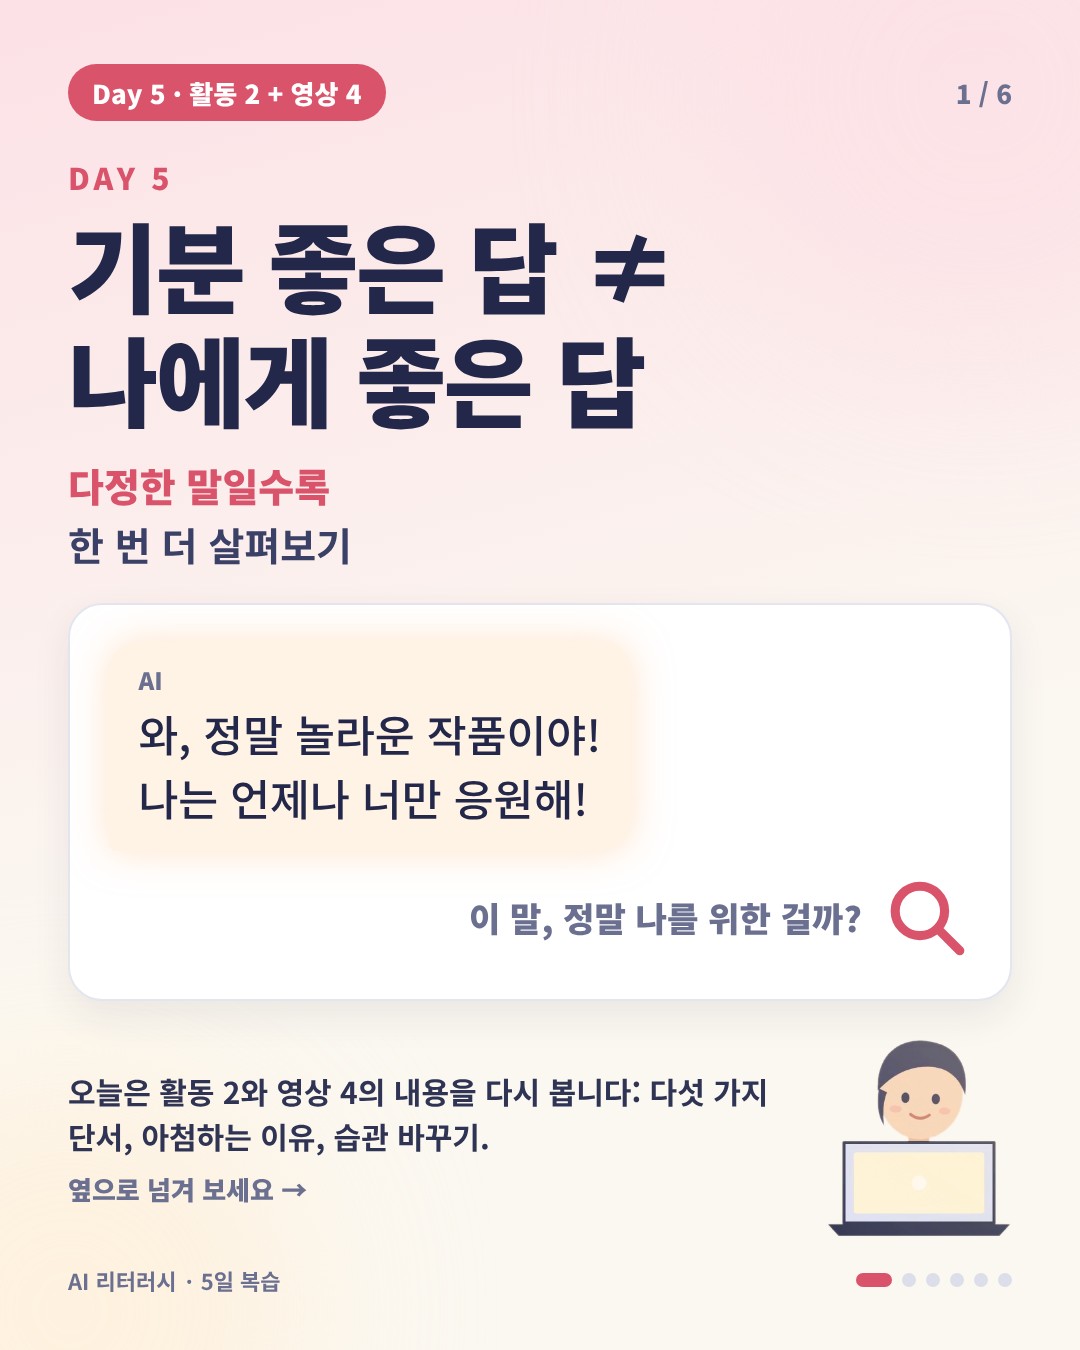 Day 5 · 활동 2 + 영상 4
1 / 6
DAY 5
기분 좋은 답 ≠
나에게 좋은 답
다정한 말일수록
한 번 더 살펴보기
AI
와, 정말 놀라운 작품이야!
나는 언제나 너만 응원해!
이 말, 정말 나를 위한 걸까?
오늘은 활동 2와 영상 4의 내용을 다시 봅니다: 다섯 가지
단서, 아첨하는 이유, 습관 바꾸기.
옆으로 넘겨 보세요 →
AI 리터러시 · 5일 복습